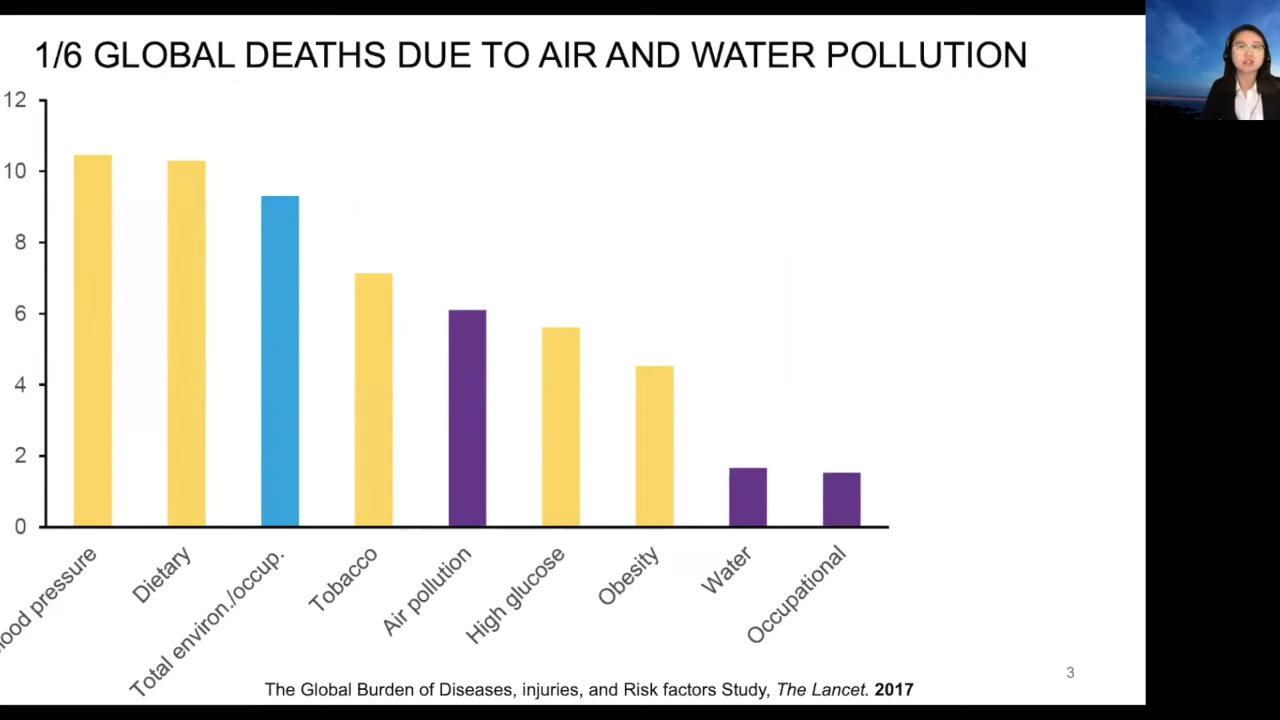 1/6 GLOBAL DEATHS DUE TO AIR AND WATER POLLUTION
12
10
8
6
4
2
0
pressure
Dietary
Total environ./occup.
Tobacco
Air pollution
High glucose
Obesity
Water
Occupational
3
The Global Burden of Diseases, injuries, and Risk factors Study, The Lancet. 2017